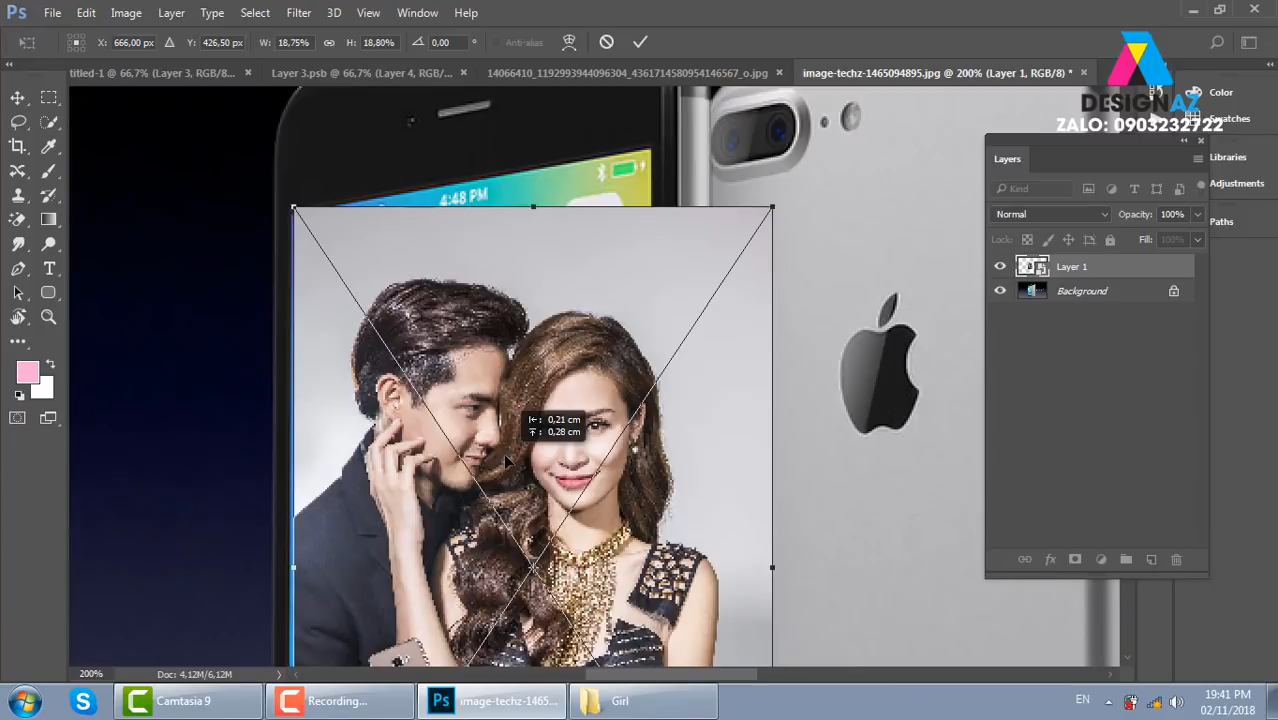 Ps File Edit Image Layer Type Select Filter 3D View Window Help
X: 666,00 px Y: 426,50 px W: 18,75% H: 18,80% 0,00 ° Anti-alias
titled-1 @ 66,7% (Layer 3, RGB/8... × Layer 3.psb @ 66,7% (Layer 4, RGB/... × 14066410_1192993944096304_4361714580954146567_o.jpg × image-techz-1465094895.jpg @ 200% (Layer 1, RGB/8) * ×
DESIGNAZ
ZALO: 0903232722
Color
Swatches
Libraries
Adjustments
Paths
Layers
Kind
Normal Opacity: 100%
Lock: Fill: 100%
Layer 1
Background
4:48 PM
0,21 cm
0,28 cm
200% Doc: 4,12M/6,12M
Camtasia 9 Recording... Ps image-techz-1465... Girl
EN 19:41 PM
02/11/2018